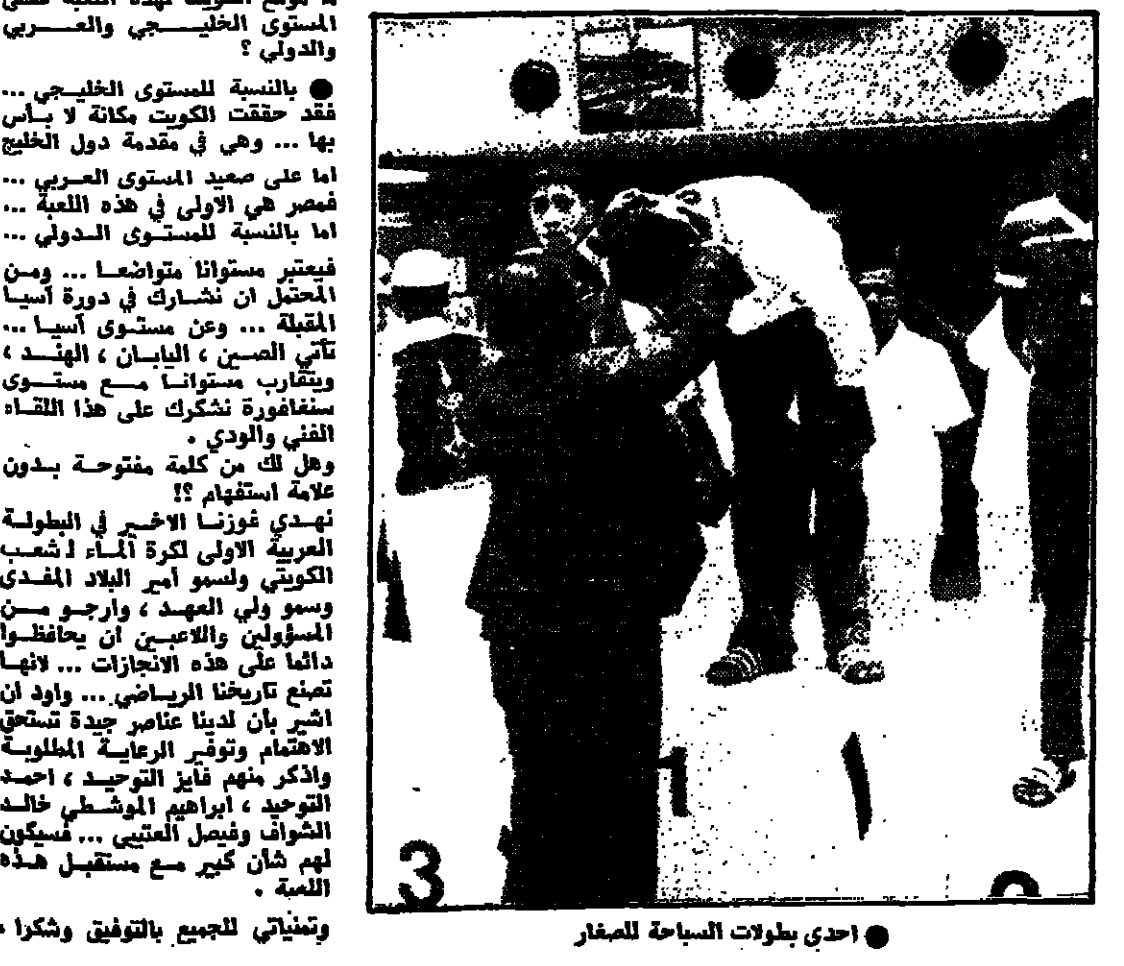 ما موقع الكويت لهذه اللعبة على
المستوى الخليجي والعربي
والدولي ؟
● بالنسبة للمستوى الخليجي ...
فقد حققت الكويت مكانة لا بأس
بها ... وهي في مقدمة دول الخليج
اما على صعيد المستوى العربي ...
فمصر هي الاولى في هذه اللعبة ...
اما بالنسبة للمستوى الدولي ...
فيعتبر مستوانا متواضعا ... ومن
المحتمل ان نشارك في دورة آسيا
المقبلة ... وعن مستوى آسيا ...
تأتي الصين ، اليابان ، الهند ،
ويتقارب مستوانا مع مستوى
سنغافورة نشكرك على هذا اللقاء
الفني والودي .
وهل لك من كلمة مفتوحة بدون
علامة استفهام ؟!
نهدي فوزنا الاخير في البطولة
العربية الاولى لكرة الماء لشعب
الكويتي ولسمو أمير البلاد المفدى
وسمو ولي العهد ، وارجو من
المسؤولين واللاعبين ان يحافظوا
دائما على هذه الانجازات ... لانها
تصنع تاريخنا الرياضي ... واود ان
اشير بأن لدينا عناصر جيدة تستحق
الاهتمام وتوفير الرعاية المطلوبة
واذكر منهم فايز التوحيد ، احمد
التوحيد ، ابراهيم الموشطي خالد
الشواف وفيصل العتيبي ... فسيكون
لهم شأن كبير مع مستقبل هذه
اللعبة .
وتمنياتي للجميع بالتوفيق وشكرا .
1
3
● احدى بطولات السباحة للصغار